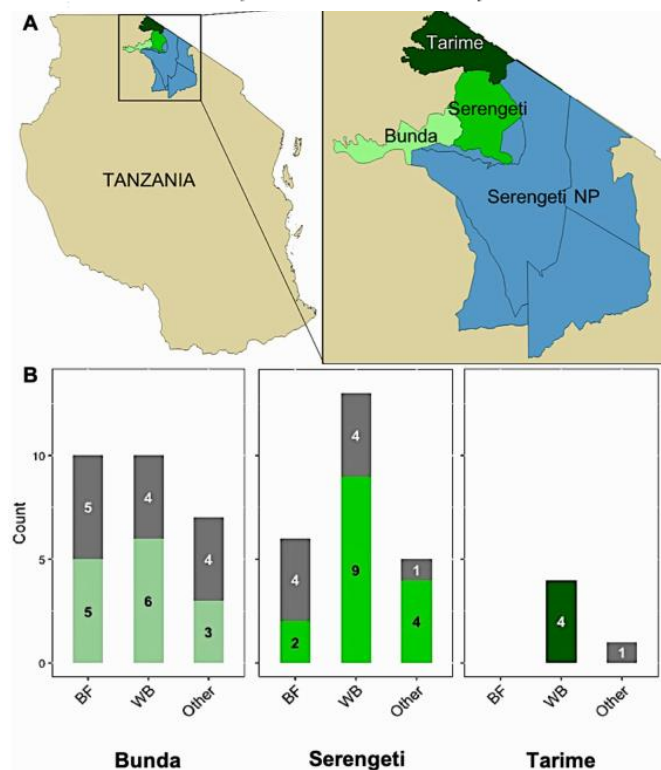 A
Tarime
Serengeti
Bunda
TANZANIA
Serengeti NP
B
Count
10
5
0
5
5
4
6
4
3
4
2
4
9
1
4
4
1
BF
WB
Other
BF
WB
Other
BF
WB
Other
Bunda
Serengeti
Tarime